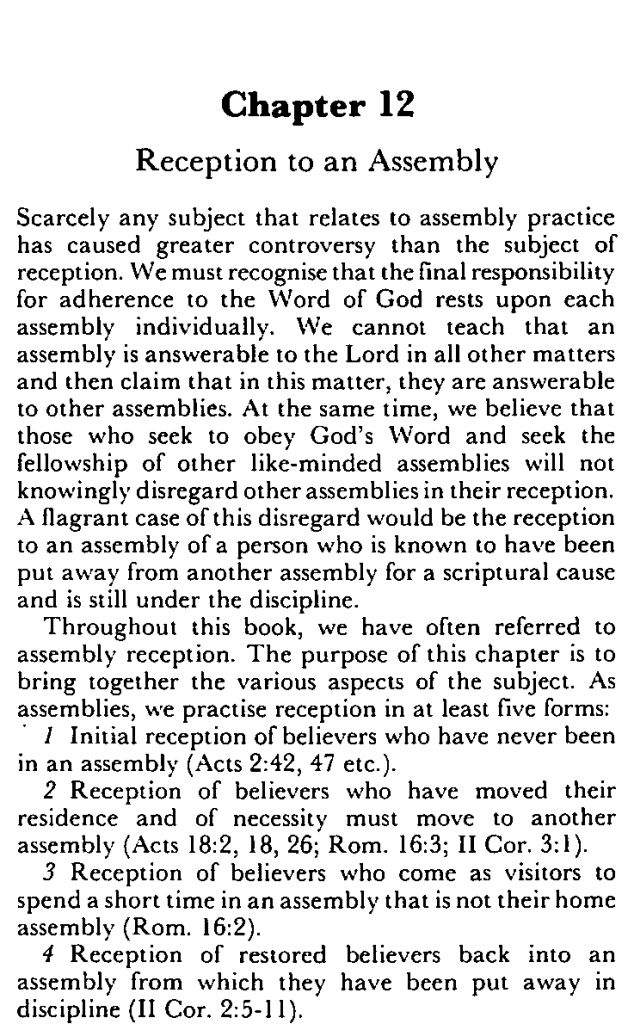 Chapter 12
Reception to an Assembly
Scarcely any subject that relates to assembly practice
has caused greater controversy than the subject of
reception. We must recognise that the final responsibility
for adherence to the Word of God rests upon each
assembly individually. We cannot teach that an
assembly is answerable to the Lord in all other matters
and then claim that in this matter, they are answerable
to other assemblies. At the same time, we believe that
those who seek to obey God's Word and seek the
fellowship of other like-minded assemblies will not
knowingly disregard other assemblies in their reception.
A flagrant case of this disregard would be the reception
to an assembly of a person who is known to have been
put away from another assembly for a scriptural cause
and is still under the discipline.
Throughout this book, we have often referred to
assembly reception. The purpose of this chapter is to
bring together the various aspects of the subject. As
assemblies, we practise reception in at least five forms:
1 Initial reception of believers who have never been
in an assembly (Acts 2:42, 47 etc.).
2 Reception of believers who have moved their
residence and of necessity must move to another
assembly (Acts 18:2, 18, 26; Rom. 16:3; II Cor. 3:1).
3 Reception of believers who come as visitors to
spend a short time in an assembly that is not their home
assembly (Rom. 16:2).
4 Reception of restored believers back into an
assembly from which they have been put away in
discipline (II Cor. 2:5-11).